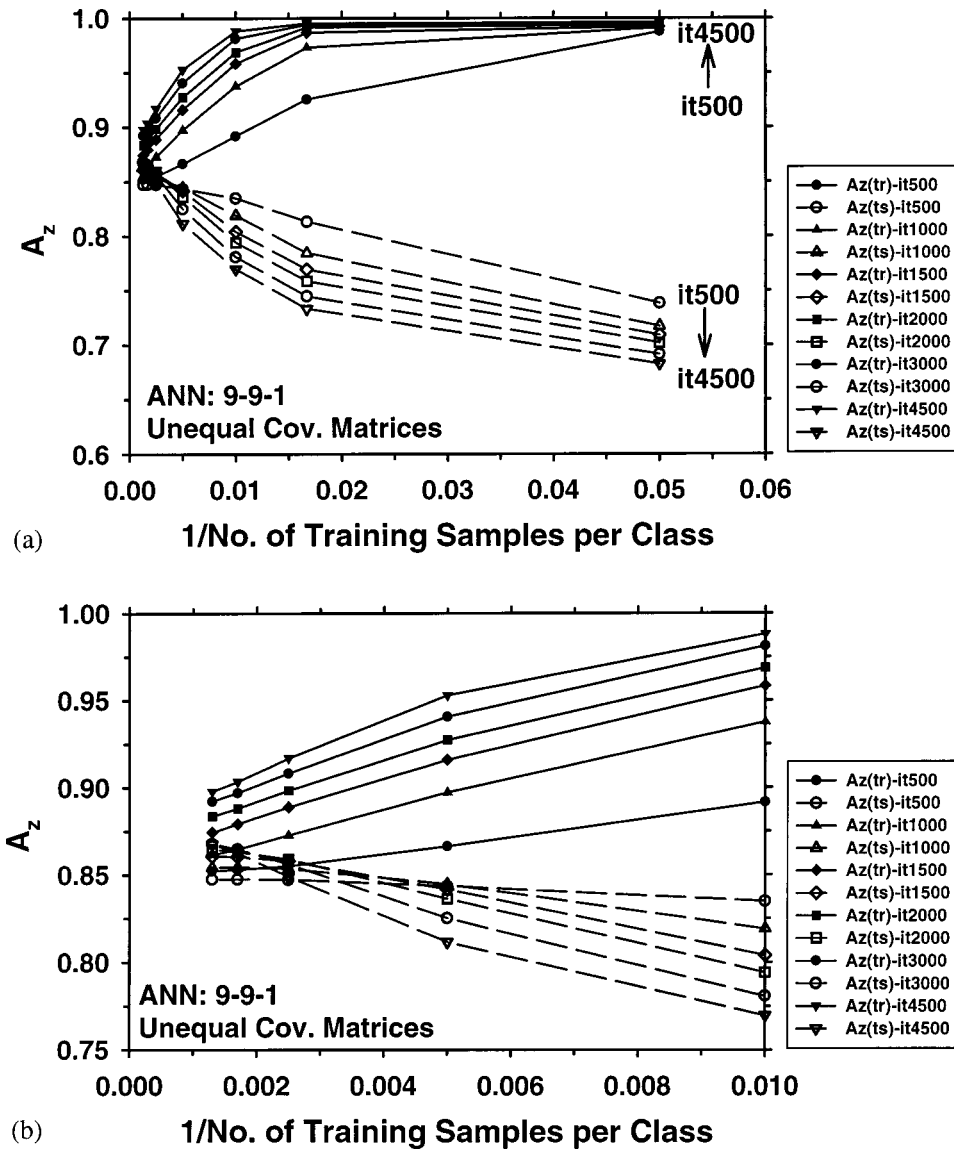 1.0
0.9
0.8
0.7
0.6
A_z
it4500
it500
it500
it4500
ANN: 9-9-1
Unequal Cov. Matrices
0.00 0.01 0.02 0.03 0.04 0.05 0.06
(a) 1/No. of Training Samples per Class
Az(tr)-it500
Az(ts)-it500
Az(tr)-it1000
Az(ts)-it1000
Az(tr)-it1500
Az(ts)-it1500
Az(tr)-it2000
Az(ts)-it2000
Az(tr)-it3000
Az(ts)-it3000
Az(tr)-it4500
Az(ts)-it4500
1.00
0.95
0.90
0.85
0.80
0.75
A_z
ANN: 9-9-1
Unequal Cov. Matrices
0.000 0.002 0.004 0.006 0.008 0.010
(b) 1/No. of Training Samples per Class
Az(tr)-it500
Az(ts)-it500
Az(tr)-it1000
Az(ts)-it1000
Az(tr)-it1500
Az(ts)-it1500
Az(tr)-it2000
Az(ts)-it2000
Az(tr)-it3000
Az(ts)-it3000
Az(tr)-it4500
Az(ts)-it4500